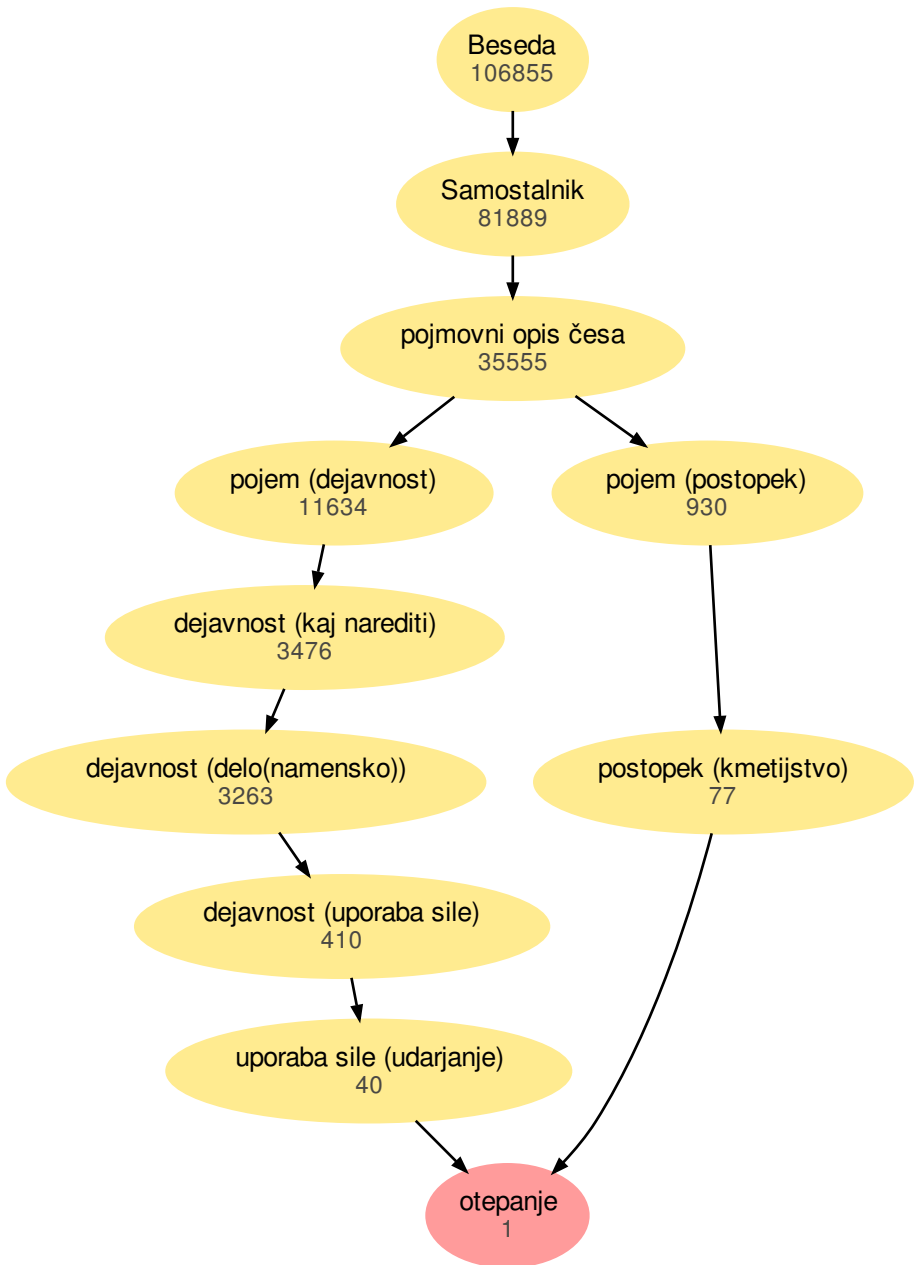 Beseda
106855
Samostalnik
81889
pojmovni opis česa
35555
pojem (dejavnost)
11634
pojem (postopek)
930
dejavnost (kaj narediti)
3476
dejavnost (delo(namensko))
3263
postopek (kmetijstvo)
77
dejavnost (uporaba sile)
410
uporaba sile (udarjanje)
40
otepanje
1